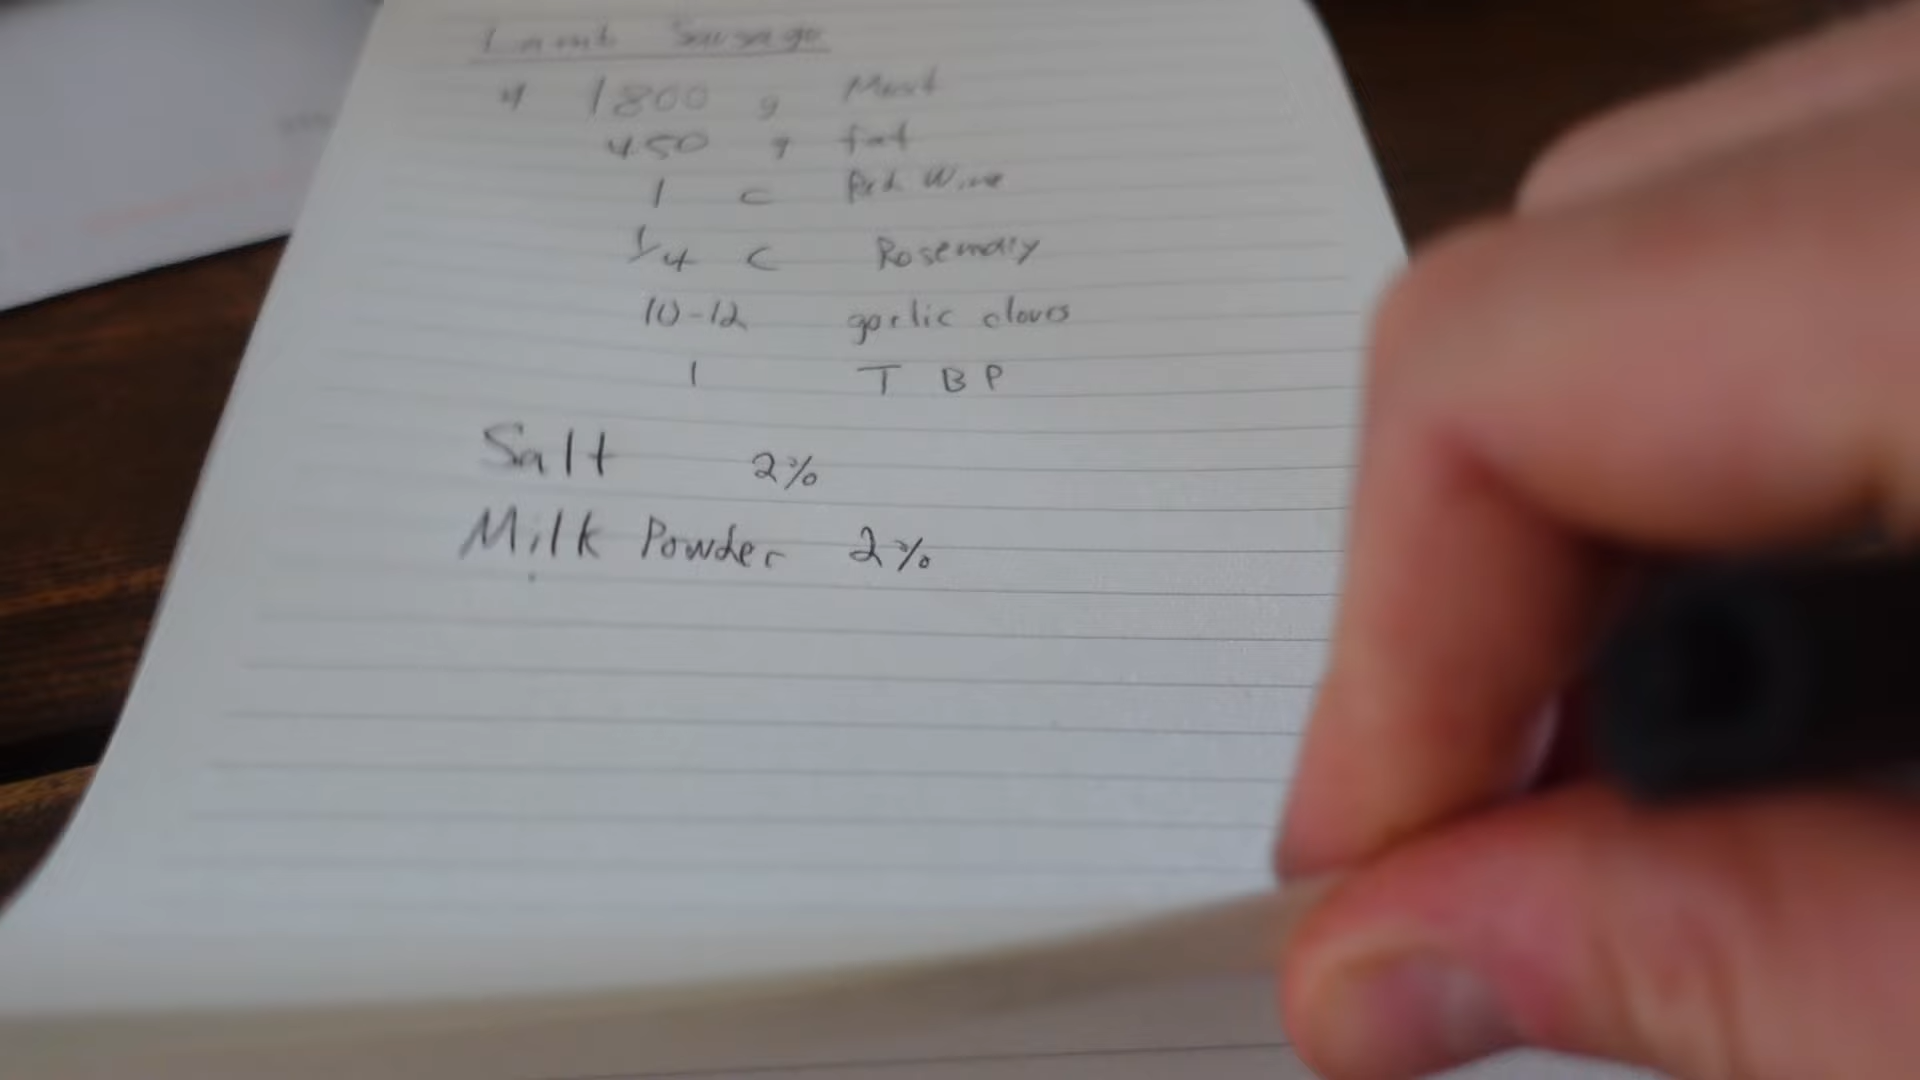 Lamb Sausage
1800 g Meat
450 g fat
1 c Red Wine
1/4 c Rosemary
10-12 garlic cloves
1 T BP
Salt 2%
Milk Powder 2%